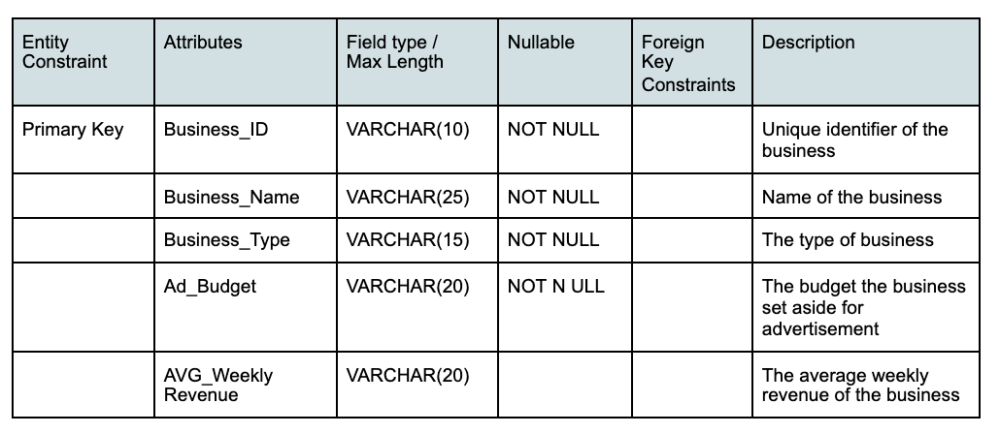 Entity
Constraint
Attributes
Field type /
Max Length
Nullable
Foreign
Key
Constraints
Description
Primary Key
Business_ID
VARCHAR(10)
NOT NULL
Unique identifier of the
business
Business_Name
VARCHAR(25)
NOT NULL
Name of the business
Business_Type
VARCHAR(15)
NOT NULL
The type of business
Ad_Budget
VARCHAR(20)
NOT N ULL
The budget the business
set aside for
advertisement
AVG_Weekly
Revenue
VARCHAR(20)
The average weekly
revenue of the business